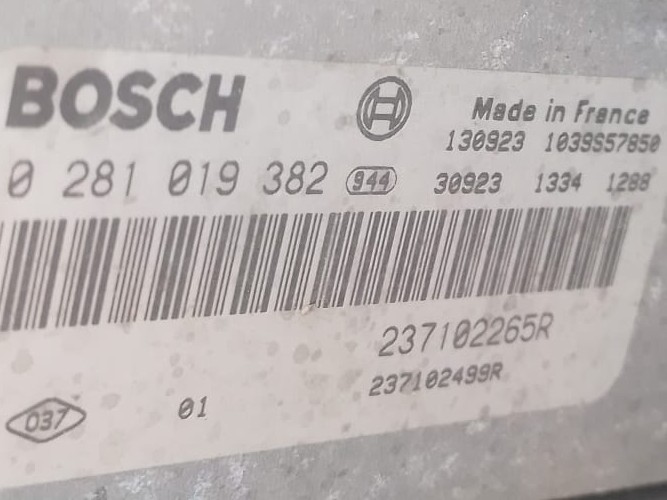 BOSCH
Made in France
130923 1039S57850
0 281 019 382 944 30923 1334 1288
237102265R
237102499R
037 01